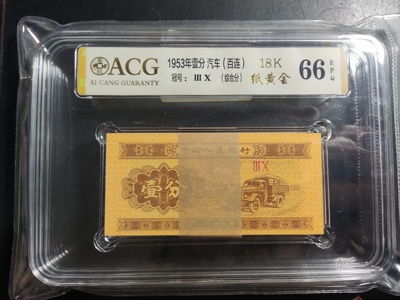 ACG
AI CANG GUARANTY
1953年壹分 汽车（百连）
18K
冠号： III X （综合分）
纸黄金
66
EPQ
行
III X
壹分